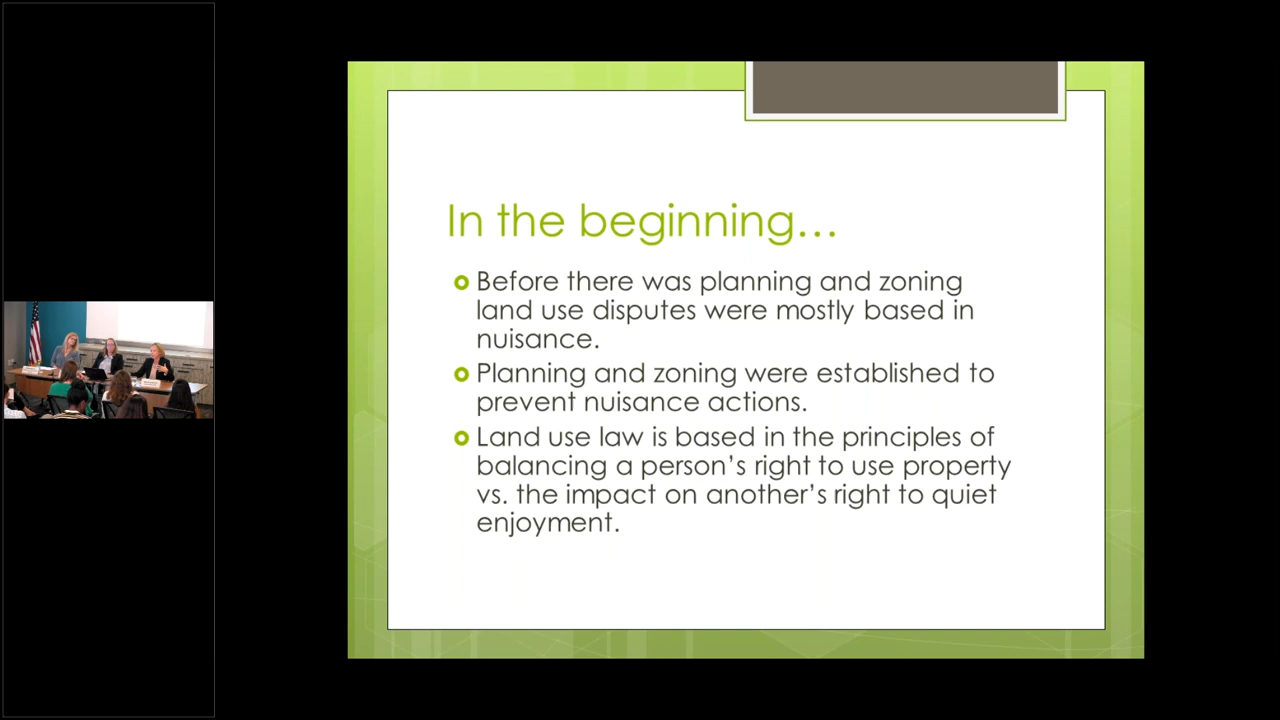 In the beginning…
Before there was planning and zoning
land use disputes were mostly based in
nuisance.
Planning and zoning were established to
prevent nuisance actions.
Land use law is based in the principles of
balancing a person’s right to use property
vs. the impact on another’s right to quiet
enjoyment.